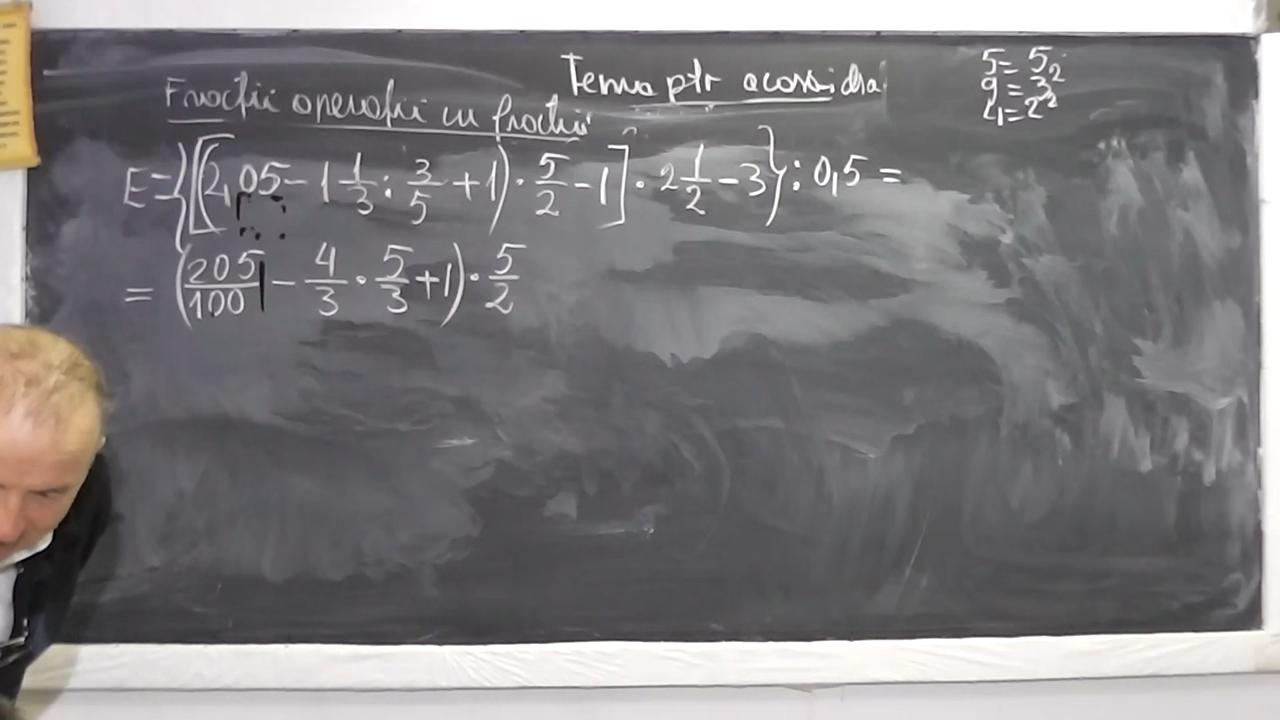 Tema ptr acasă
Fracții operații cu fracții
5 = 5
9 = 3²
4 = 2²
E = {[(2,05 - 1 1/3 : 3/5 + 1) · 5/2 - 1] · 2 1/2 - 3} : 0,5 =
= (205/100 - 4/3 · 5/3 + 1) · 5/2